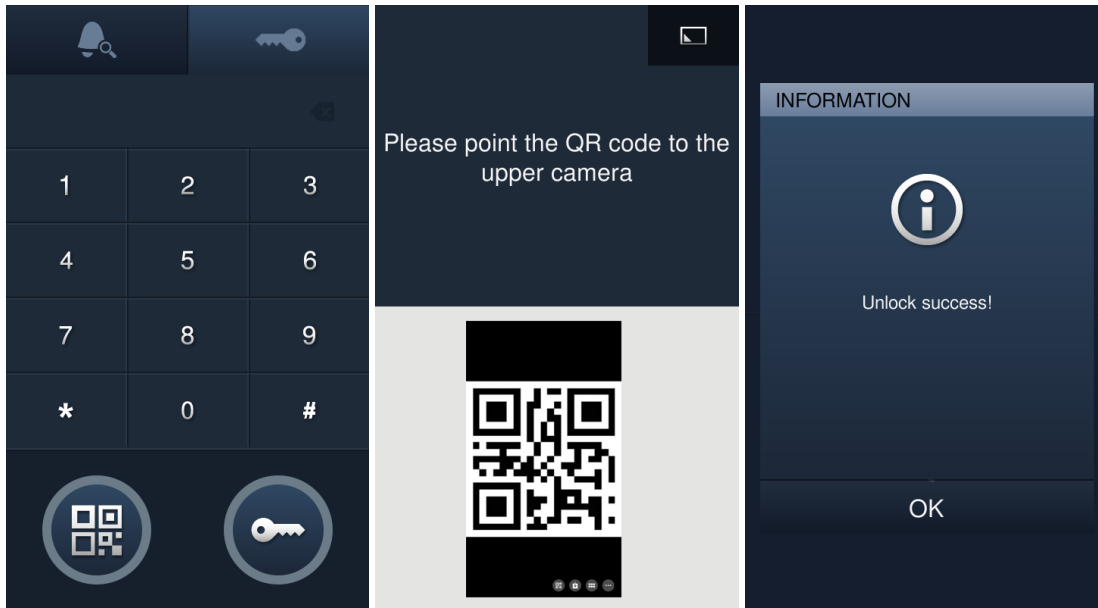 1 2 3
4 5 6
7 8 9
* 0 #
Please point the QR code to the
upper camera
INFORMATION
Unlock success!
OK